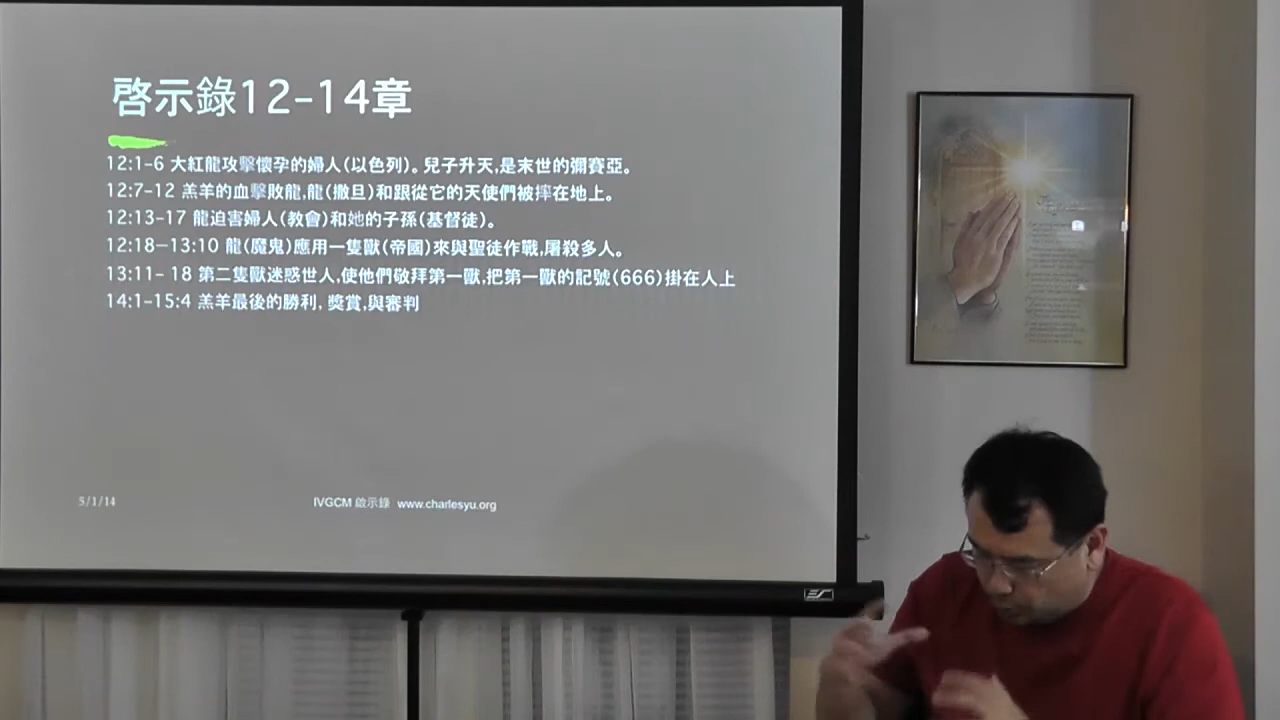 啓示錄12-14章
12:1-6 大紅龍攻擊懷孕的婦人(以色列)。兒子升天,是末世的彌賽亞。
12:7-12 羔羊的血擊敗龍,龍(撒旦)和跟從它的天使們被摔在地上。
12:13-17 龍迫害婦人(教會)和她的子孫(基督徒)。
12:18-13:10 龍(魔鬼)應用一隻獸(帝國)來與聖徒作戰,屠殺多人。
13:11- 18 第二隻獸迷惑世人,使他們敬拜第一獸,把第一獸的記號(666)掛在人上
14:1-15:4 羔羊最後的勝利, 獎賞,與審判
5/1/14
IVGCM 啟示錄 www.charlesyu.org